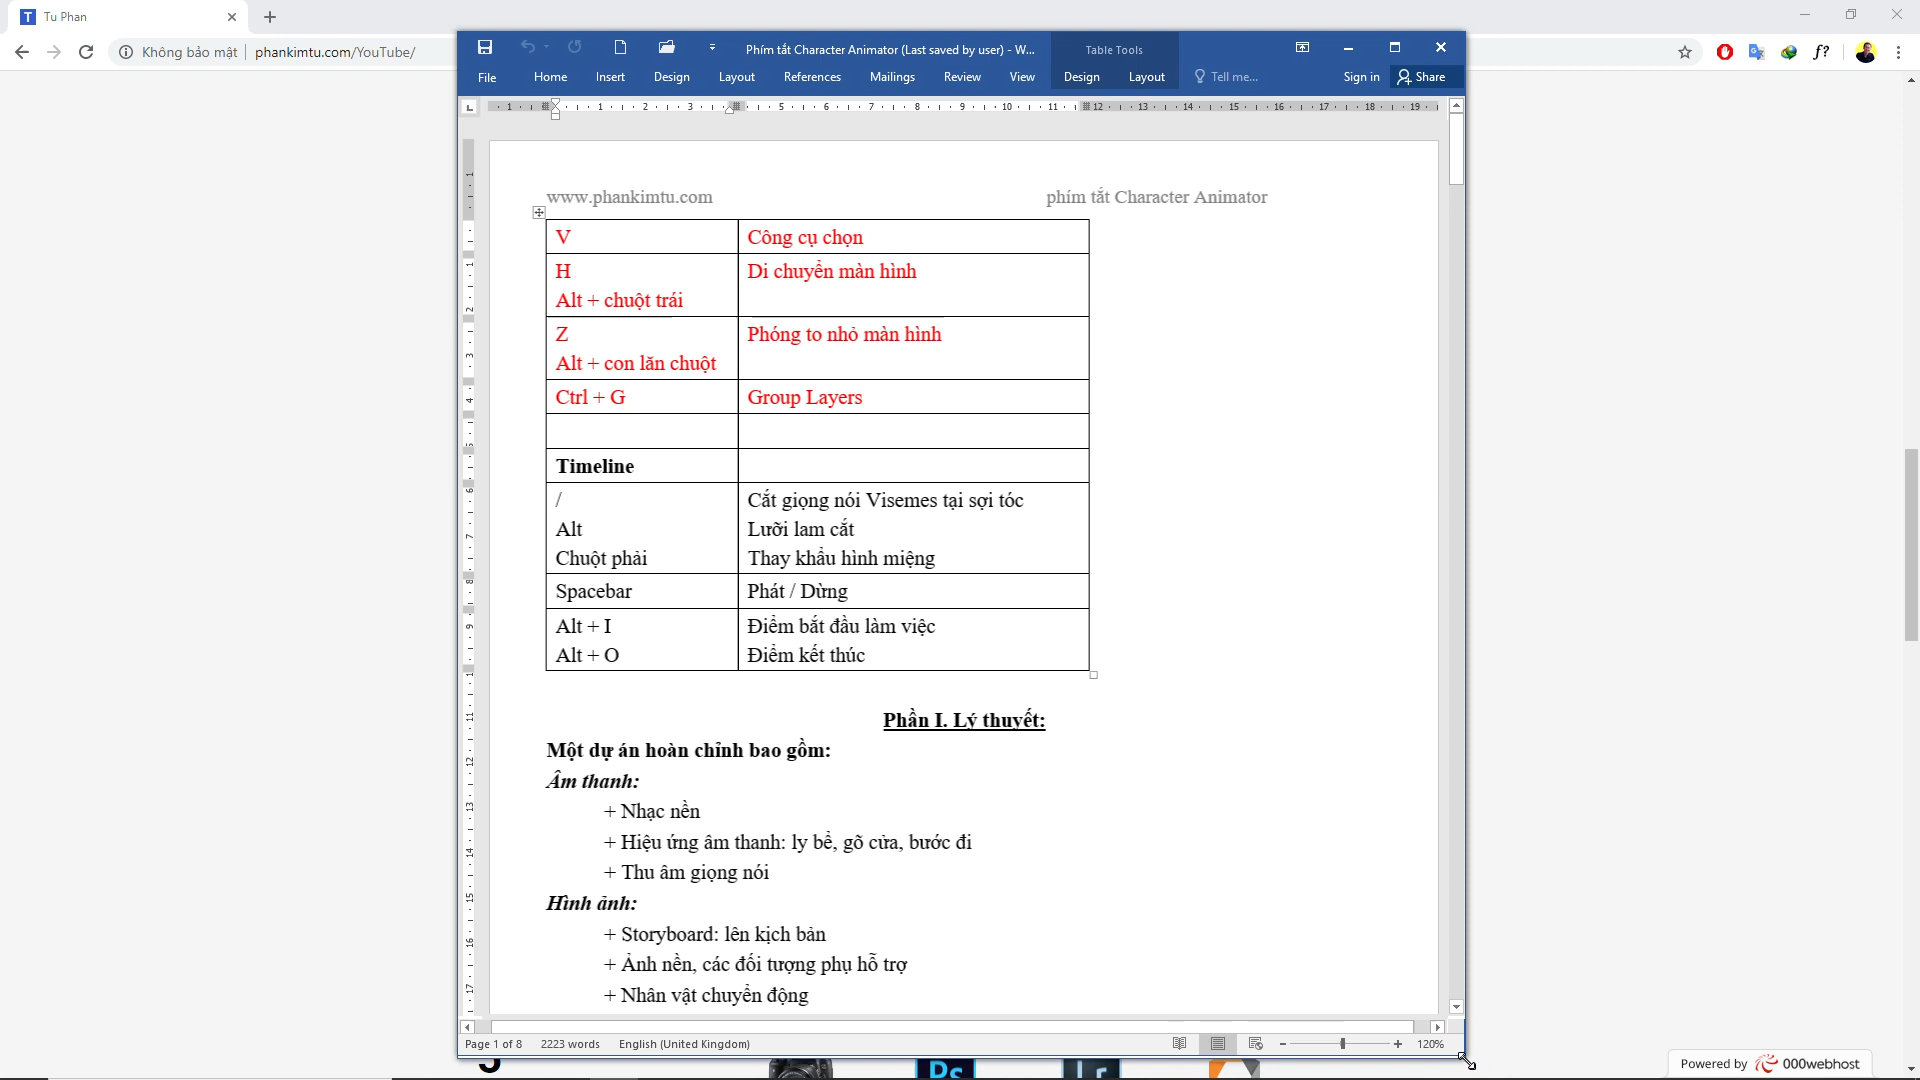 Tu Phan
Không bảo mật
phankimtu.com/YouTube/
Phím tắt Character Animator (Last saved by user) - W...
Table Tools
File
Home
Insert
Design
Layout
References
Mailings
Review
View
Design
Layout
Tell me...
Sign in
Share
www.phankimtu.com
phím tắt Character Animator
V
Công cụ chọn
H
Alt + chuột trái
Di chuyển màn hình
Z
Alt + con lăn chuột
Phóng to nhỏ màn hình
Ctrl + G
Group Layers
Timeline
/
Cắt giọng nói Visemes tại sợi tóc
Alt
Lưỡi lam cắt
Chuột phải
Thay khẩu hình miệng
Spacebar
Phát / Dừng
Alt + I
Điểm bắt đầu làm việc
Alt + O
Điểm kết thúc
Phần I. Lý thuyết:
Một dự án hoàn chỉnh bao gồm:
Âm thanh:
+ Nhạc nền
+ Hiệu ứng âm thanh: ly bể, gõ cửa, bước đi
+ Thu âm giọng nói
Hình ảnh:
+ Storyboard: lên kịch bản
+ Ảnh nền, các đối tượng phụ hỗ trợ
+ Nhân vật chuyển động
Page 1 of 8
2223 words
English (United Kingdom)
120%
Ps
Lr
Powered by 000webhost